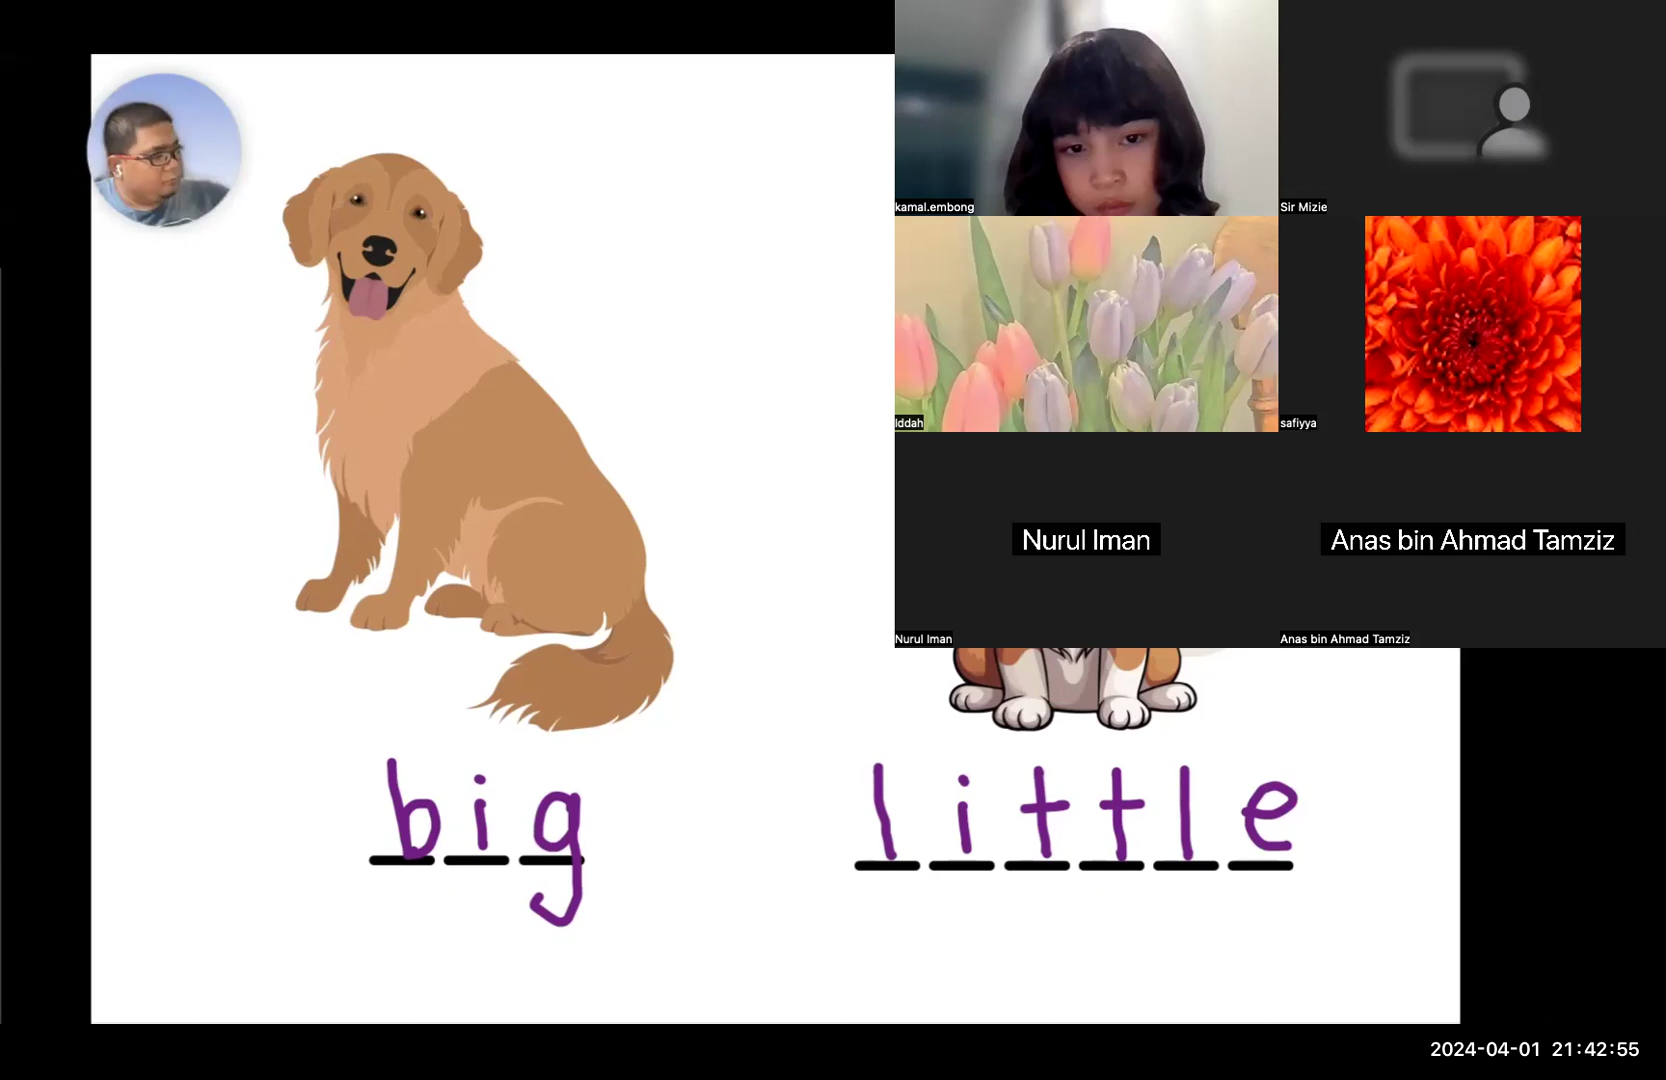 kamal.embong
Sir Mizie
Iddah
safiyya
Nurul Iman
Anas bin Ahmad Tamziz
Nurul Iman
Anas bin Ahmad Tamziz
big
little
2024-04-01 21:42:55